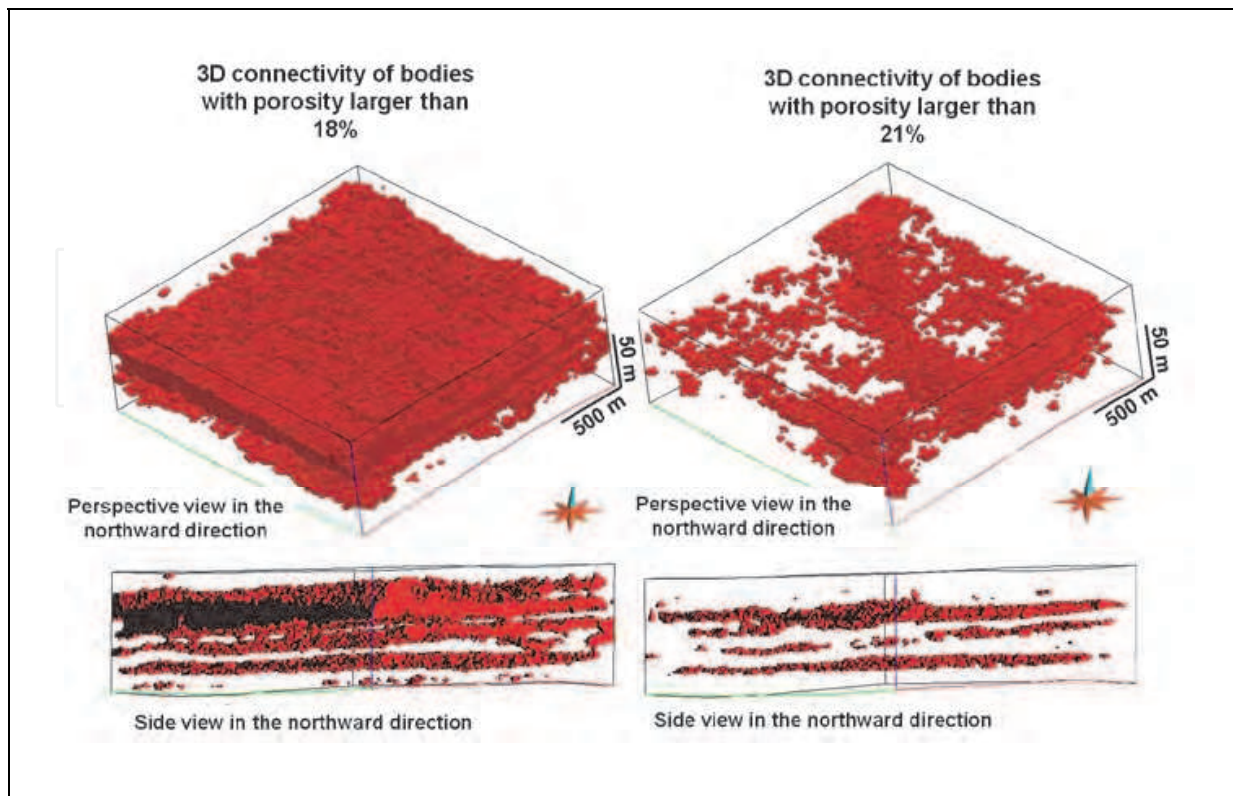 3D connectivity of bodies
with porosity larger than
18%
50 m
500 m
Perspective view in the
northward direction
Side view in the northward direction
3D connectivity of bodies
with porosity larger than
21%
50 m
500 m
Perspective view in the
northward direction
Side view in the northward direction